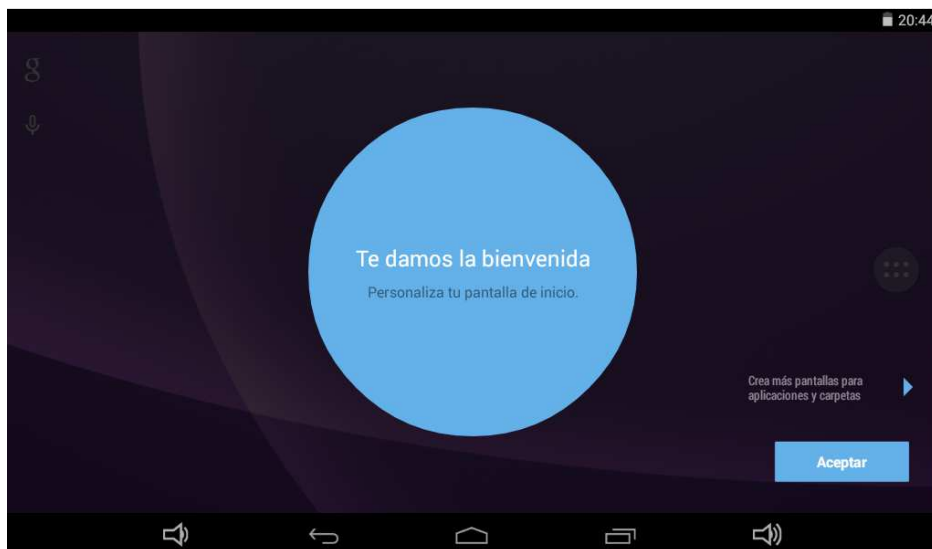 20:44
g
Te damos la bienvenida
Personaliza tu pantalla de inicio.
Crea más pantallas para
aplicaciones y carpetas
Aceptar